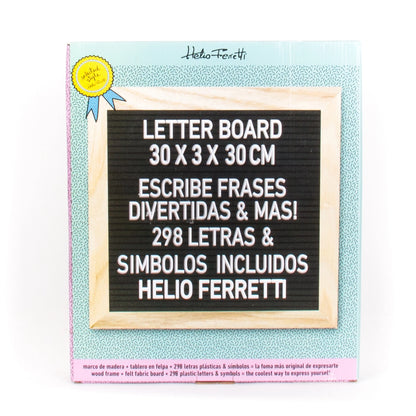 Helio Ferretti
LETTER BOARD
30 X 3 X 30 CM
ESCRIBE FRASES
DIVERTIDAS & MAS!
298 LETRAS &
SIMBOLOS INCLUIDOS
HELIO FERRETTI
marco de madera • tablero en felpa • 298 letras plásticas & símbolos = la foma más original de expresarte
wood frame • felt fabric board • 298 plastic letters & symbols = the coolest way to express yourself